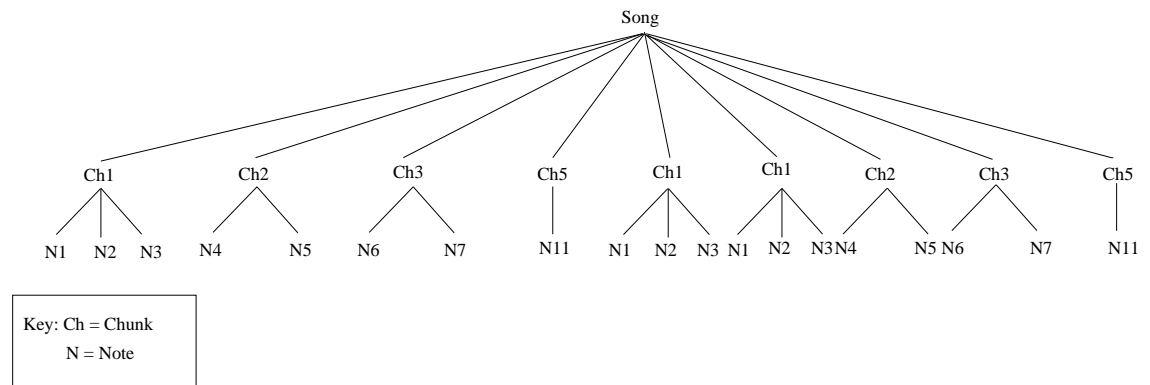 Song
Ch1 Ch2 Ch3 Ch5 Ch1 Ch1 Ch2 Ch3 Ch5
N1 N2 N3 N4 N5 N6 N7 N11 N1 N2 N3 N1 N2 N3 N4 N5 N6 N7 N11
Key: Ch = Chunk
N = Note